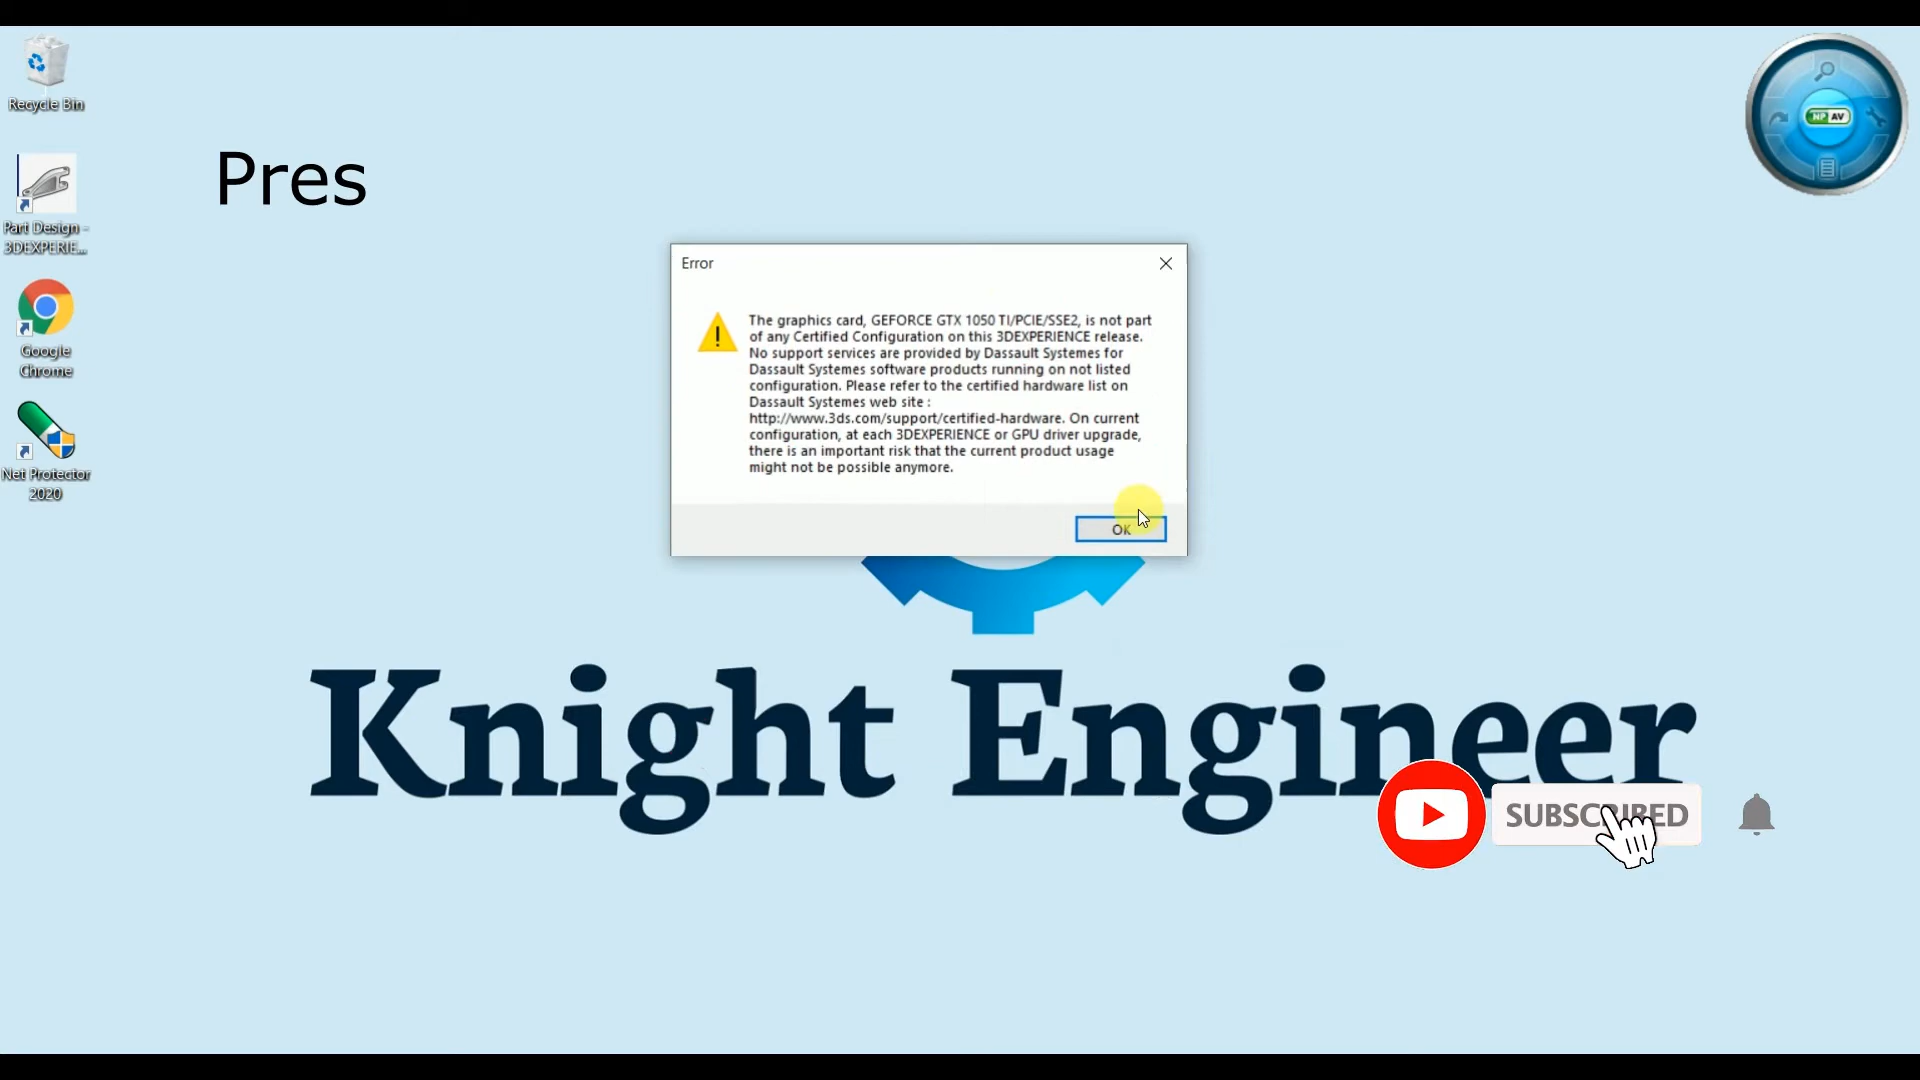 Recycle Bin
Part Design -
3DEXPERIE...
Google
Chrome
Net Protector
2020
Pres
NP AV
Error
The graphics card, GEFORCE GTX 1050 TI/PCIE/SSE2, is not part
of any Certified Configuration on this 3DEXPERIENCE release.
No support services are provided by Dassault Systemes for
Dassault Systemes software products running on not listed
configuration. Please refer to the certified hardware list on
Dassault Systemes web site :
http://www.3ds.com/support/certified-hardware. On current
configuration, at each 3DEXPERIENCE or GPU driver upgrade,
there is an important risk that the current product usage
might not be possible anymore.
OK
Knight Engineer
SUBSCRIBED